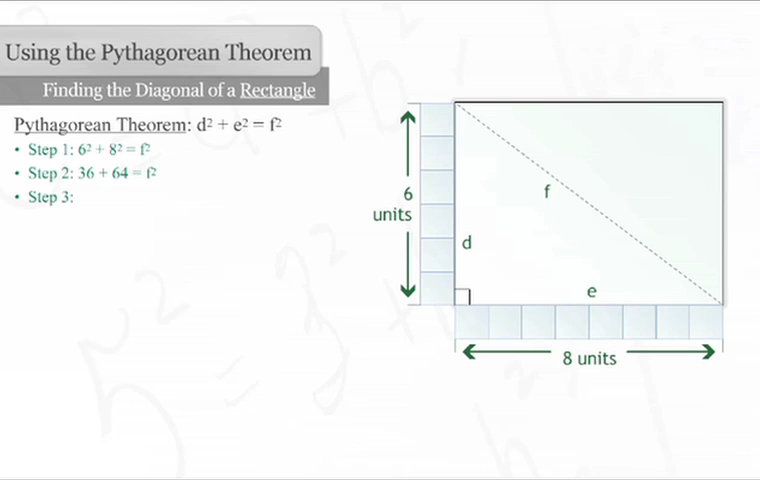 Using the Pythagorean Theorem
Finding the Diagonal of a Rectangle
Pythagorean Theorem: d² + e² = f²
• Step 1: 6² + 8² = f²
• Step 2: 36 + 64 = f²
• Step 3:
6
units
f
d
e
8 units